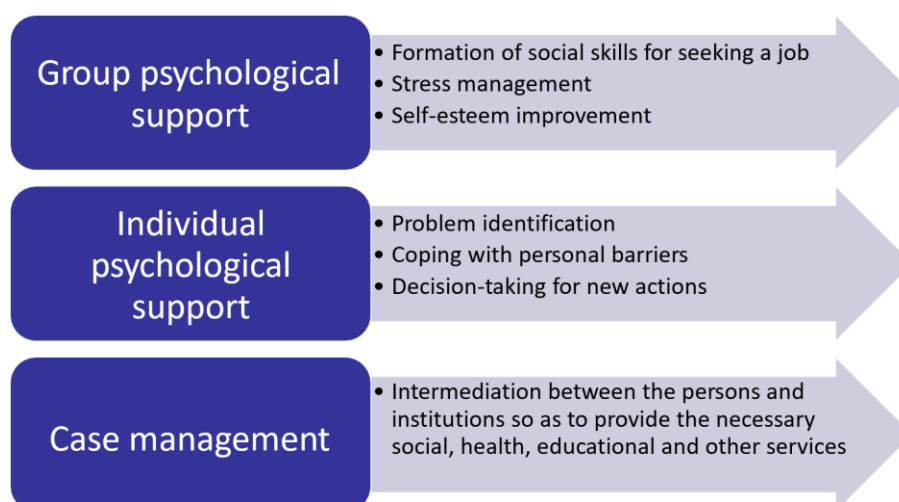 Group psychological
support
• Formation of social skills for seeking a job
• Stress management
• Self-esteem improvement
Individual
psychological
support
• Problem identification
• Coping with personal barriers
• Decision-taking for new actions
Case management
• Intermediation between the persons and
institutions so as to provide the necessary
social, health, educational and other services